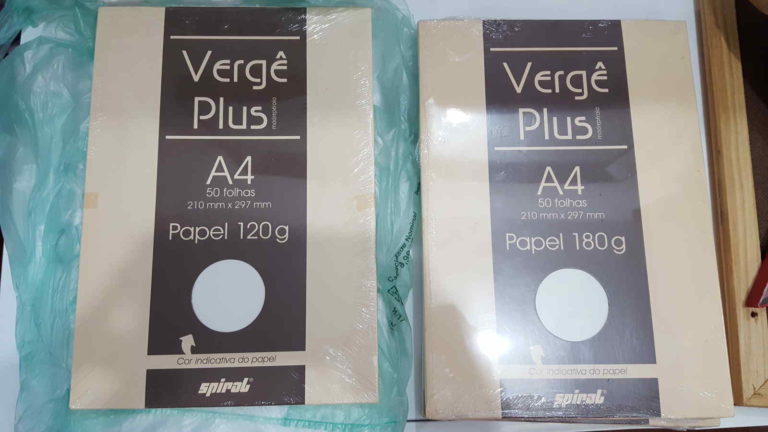 Vergê
Plus
A4
50 folhas
210 mm x 297 mm
Papel 120g
Cor indicativa do papel
spiral
Vergê
Plus
A4
50 folhas
210 mm x 297 mm
Papel 180g
Cor indicativa do papel
spiral